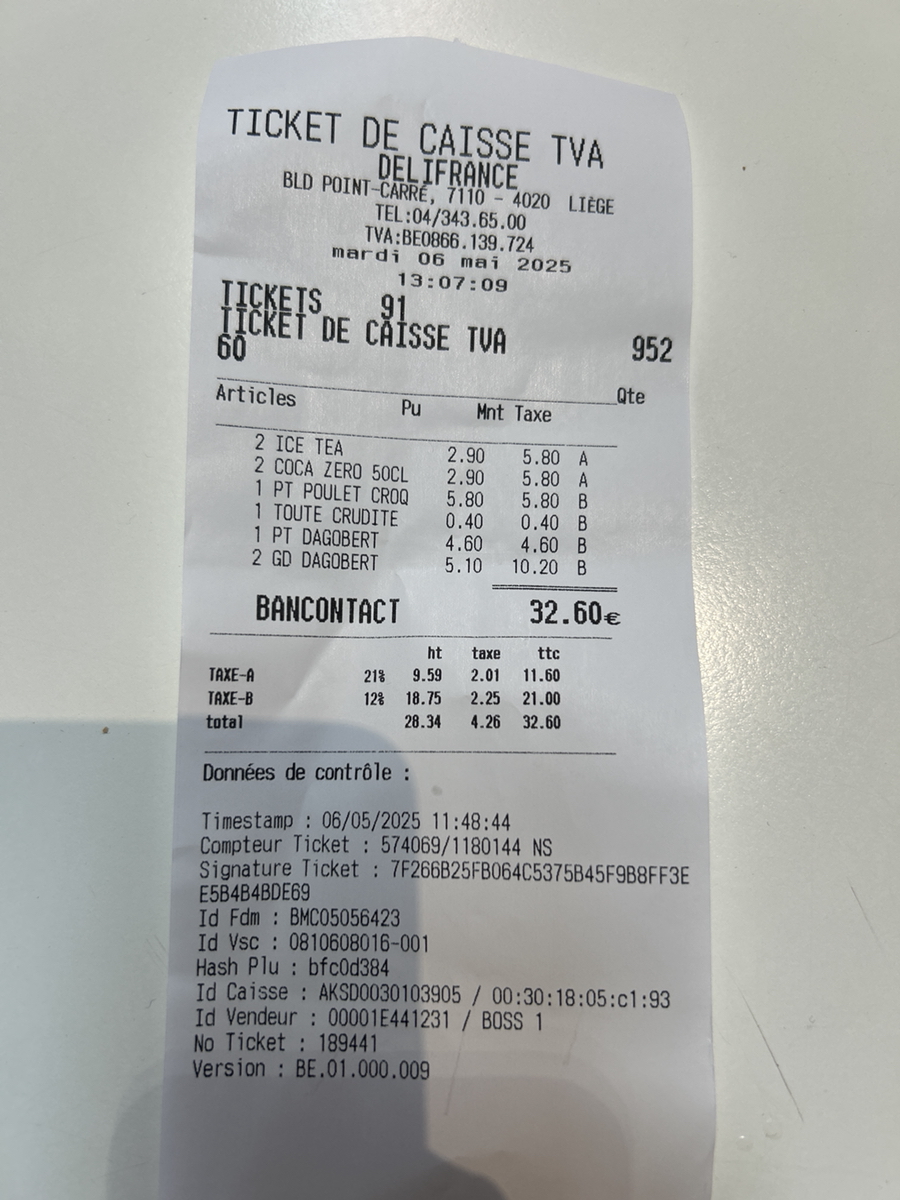 TICKET DE CAISSE TVA
DELIFRANCE
BLD POINT-CARRÉ, 7110 - 4020 LIÈGE
TEL:04/343.65.00
TVA:BE0866.139.724
mardi 06 mai 2025
13:07:09
TICKETS 91
TICKET DE CAISSE TVA 952
60
Articles Pu Mnt Taxe Qte
2 ICE TEA 2.90 5.80 A
2 COCA ZERO 50CL 2.90 5.80 A
1 PT POULET CROQ 5.80 5.80 B
1 TOUTE CRUDITE 0.40 0.40 B
1 PT DAGOBERT 4.60 4.60 B
2 GD DAGOBERT 5.10 10.20 B
BANCONTACT 32.60€
ht taxe ttc
TAXE-A 21% 9.59 2.01 11.60
TAXE-B 12% 18.75 2.25 21.00
total 28.34 4.26 32.60
Données de contrôle :
Timestamp : 06/05/2025 11:48:44
Compteur Ticket : 574069/1180144 NS
Signature Ticket : 7F266B25FB064C5375B45F9B8FF3E
E5B4B4BDE69
Id Fdm : BMC05056423
Id Vsc : 0810608016-001
Hash Plu : bfc0d384
Id Caisse : AKSD0030103905 / 00:30:18:05:c1:93
Id Vendeur : 00001E441231 / BOSS 1
No Ticket : 189441
Version : BE.01.000.009